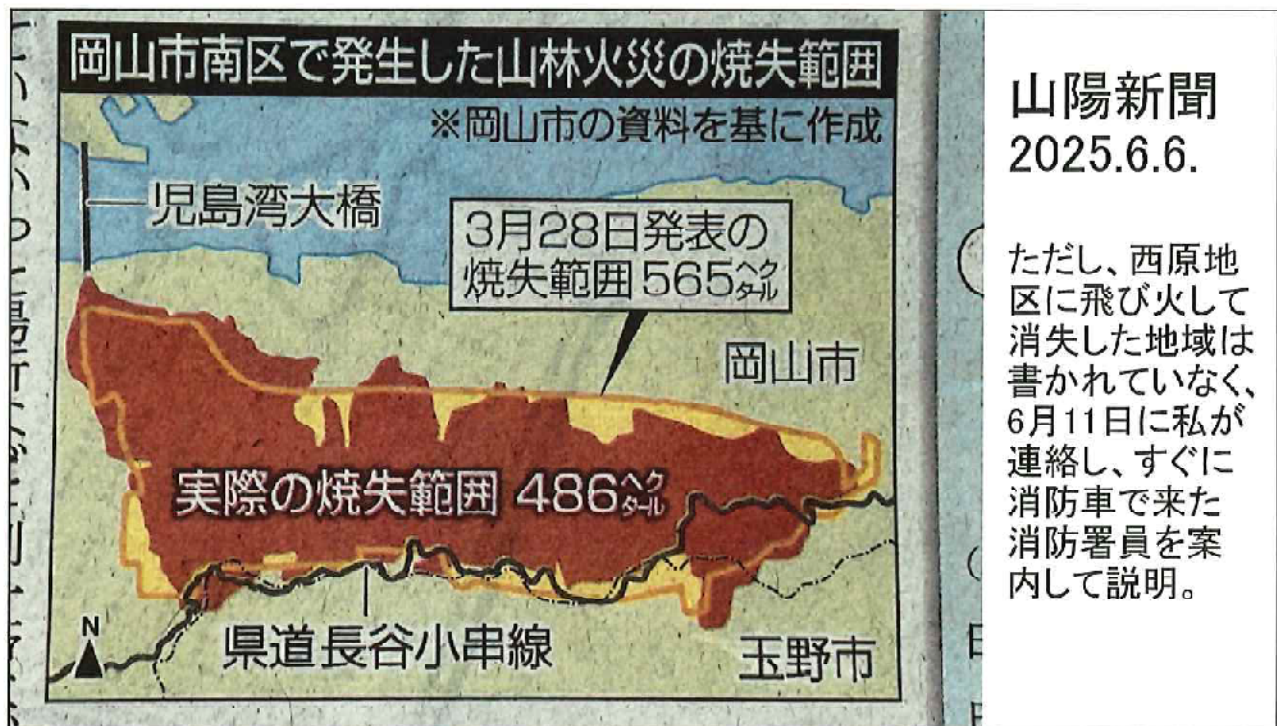 岡山市南区で発生した山林火災の焼失範囲
※岡山市の資料を基に作成
児島湾大橋
3月28日発表の
焼失範囲565ヘクタール
岡山市
実際の焼失範囲 486ヘクタール
県道長谷小串線
玉野市
N
山陽新聞
2025.6.6.
ただし、西原地
区に飛び火して
消失した地域は
書かれていなく、
6月11日に私が
連絡し、すぐに
消防車で来た
消防署員を案
内して説明。